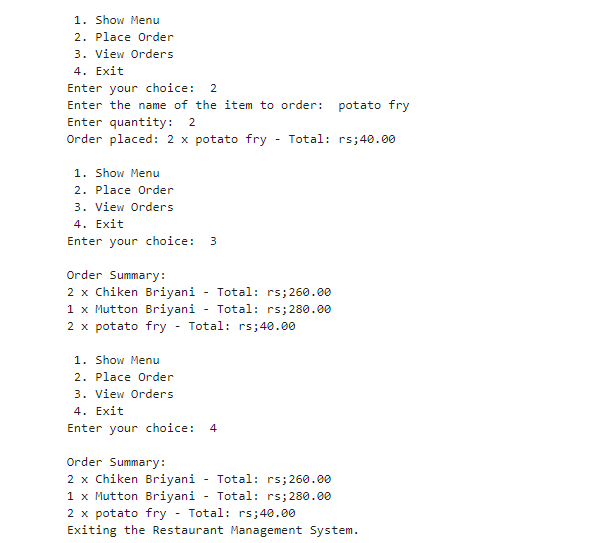 1. Show Menu
2. Place Order
3. View Orders
4. Exit
Enter your choice:  2
Enter the name of the item to order:  potato fry
Enter quantity:  2
Order placed: 2 x potato fry - Total: rs;40.00
1. Show Menu
2. Place Order
3. View Orders
4. Exit
Enter your choice:  3
Order Summary:
2 x Chiken Briyani - Total: rs;260.00
1 x Mutton Briyani - Total: rs;280.00
2 x potato fry - Total: rs;40.00
1. Show Menu
2. Place Order
3. View Orders
4. Exit
Enter your choice:  4
Order Summary:
2 x Chiken Briyani - Total: rs;260.00
1 x Mutton Briyani - Total: rs;280.00
2 x potato fry - Total: rs;40.00
Exiting the Restaurant Management System.